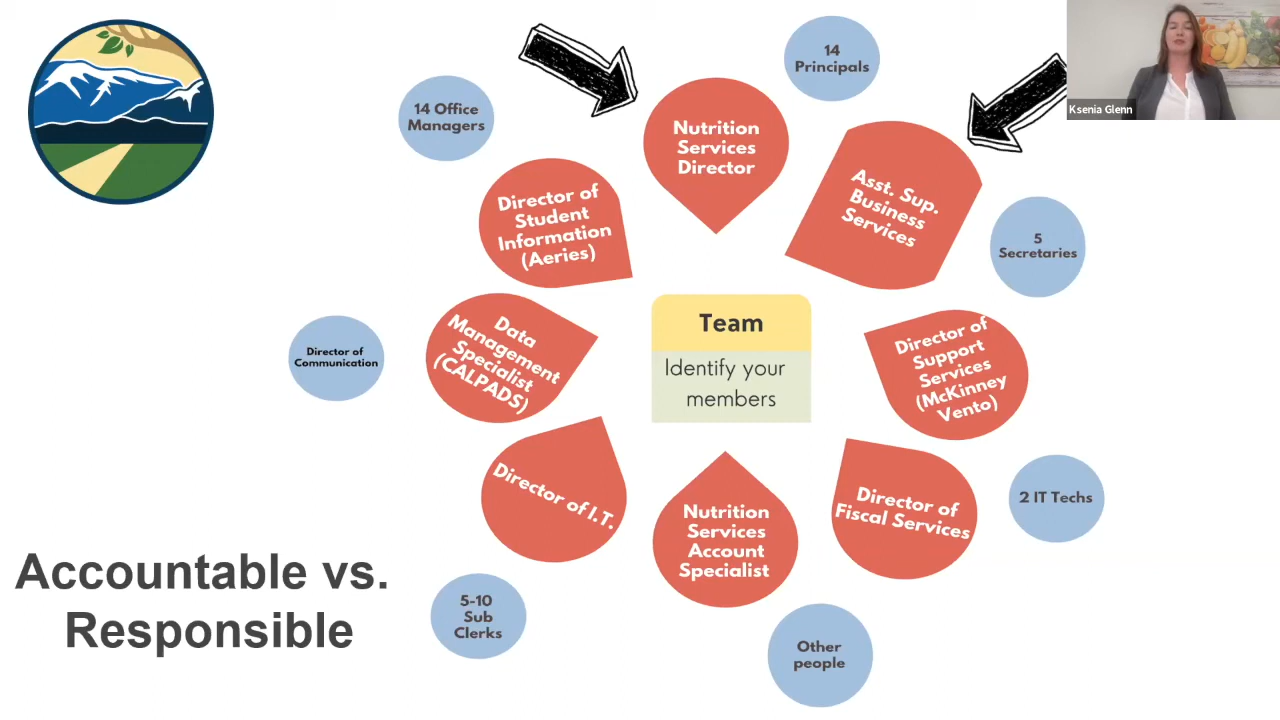 14
Principals
Ksenia Glenn
14 Office
Managers
Nutrition
Services
Director
Asst. Sup.
Business
Services
Director of
Student
Information
(Aeries)
5
Secretaries
Team
Identify your
members
Data
Management
Specialist
(CALPADS)
Director of
Communication
Director of
Support
Services
(McKinney
Vento)
Director of I.T.
Nutrition
Services
Account
Specialist
Director of
Fiscal Services
2 IT Techs
Accountable vs.
Responsible
5-10
Sub
Clerks
Other
people